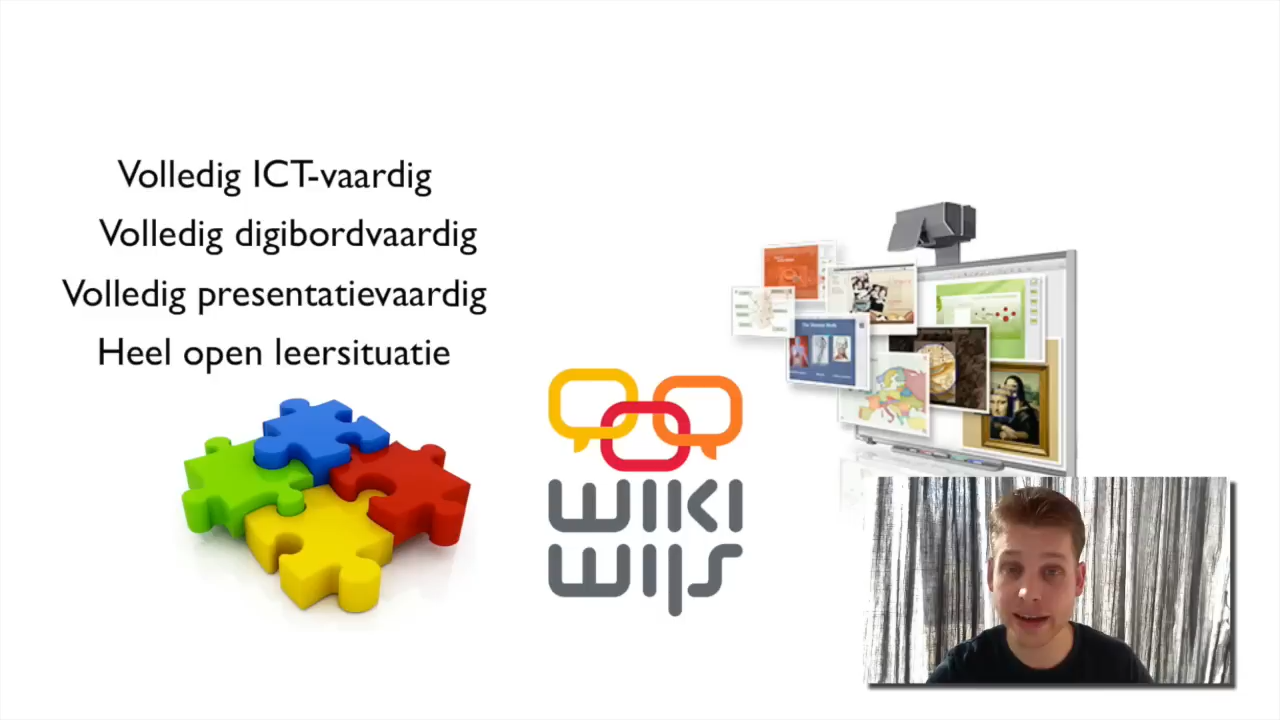 Volledig ICT-vaardig
Volledig digibordvaardig
Volledig presentatievaardig
Heel open leersituatie
WIKI
WIJS